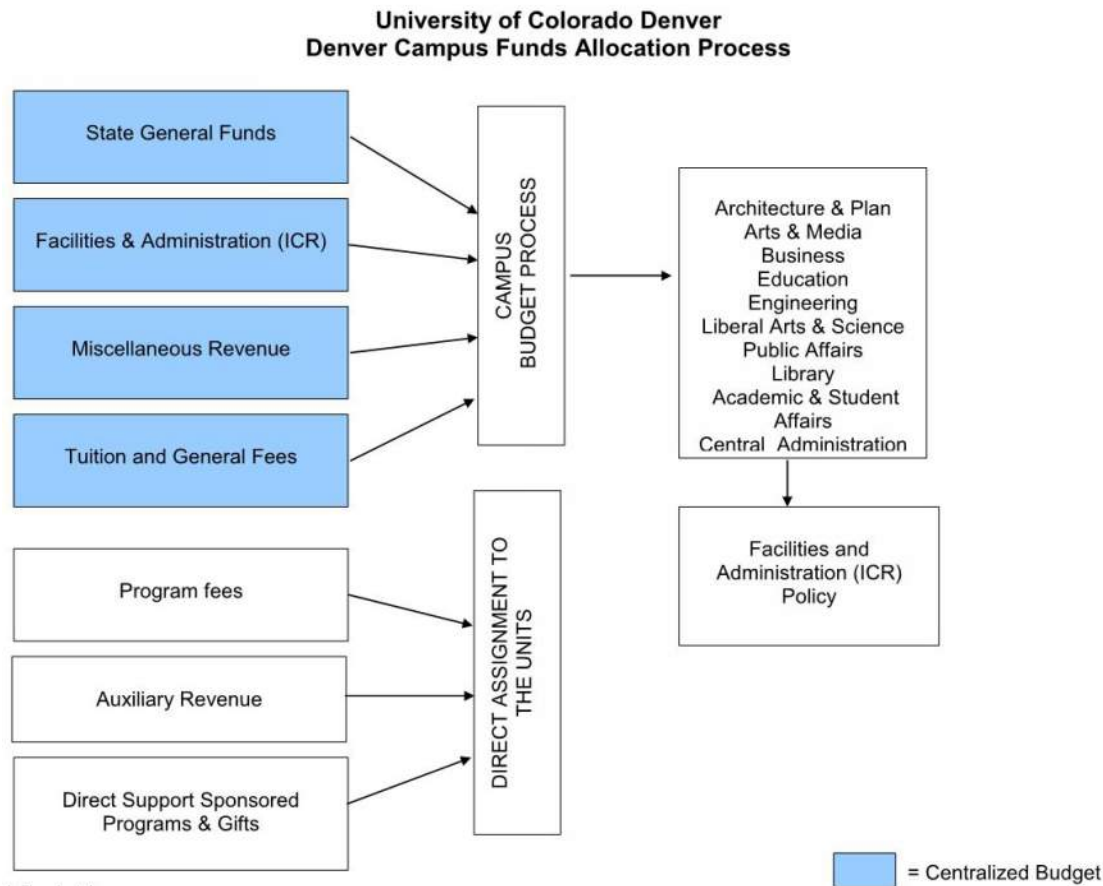 University of Colorado Denver
Denver Campus Funds Allocation Process
State General Funds
Facilities & Administration (ICR)
Miscellaneous Revenue
Tuition and General Fees
CAMPUS
BUDGET PROCESS
Architecture & Plan
Arts & Media
Business
Education
Engineering
Liberal Arts & Science
Public Affairs
Library
Academic & Student
Affairs
Central Administration
Facilities and
Administration (ICR)
Policy
Program fees
Auxiliary Revenue
Direct Support Sponsored
Programs & Gifts
DIRECT ASSIGNMENT TO
THE UNITS
= Centralized Budget